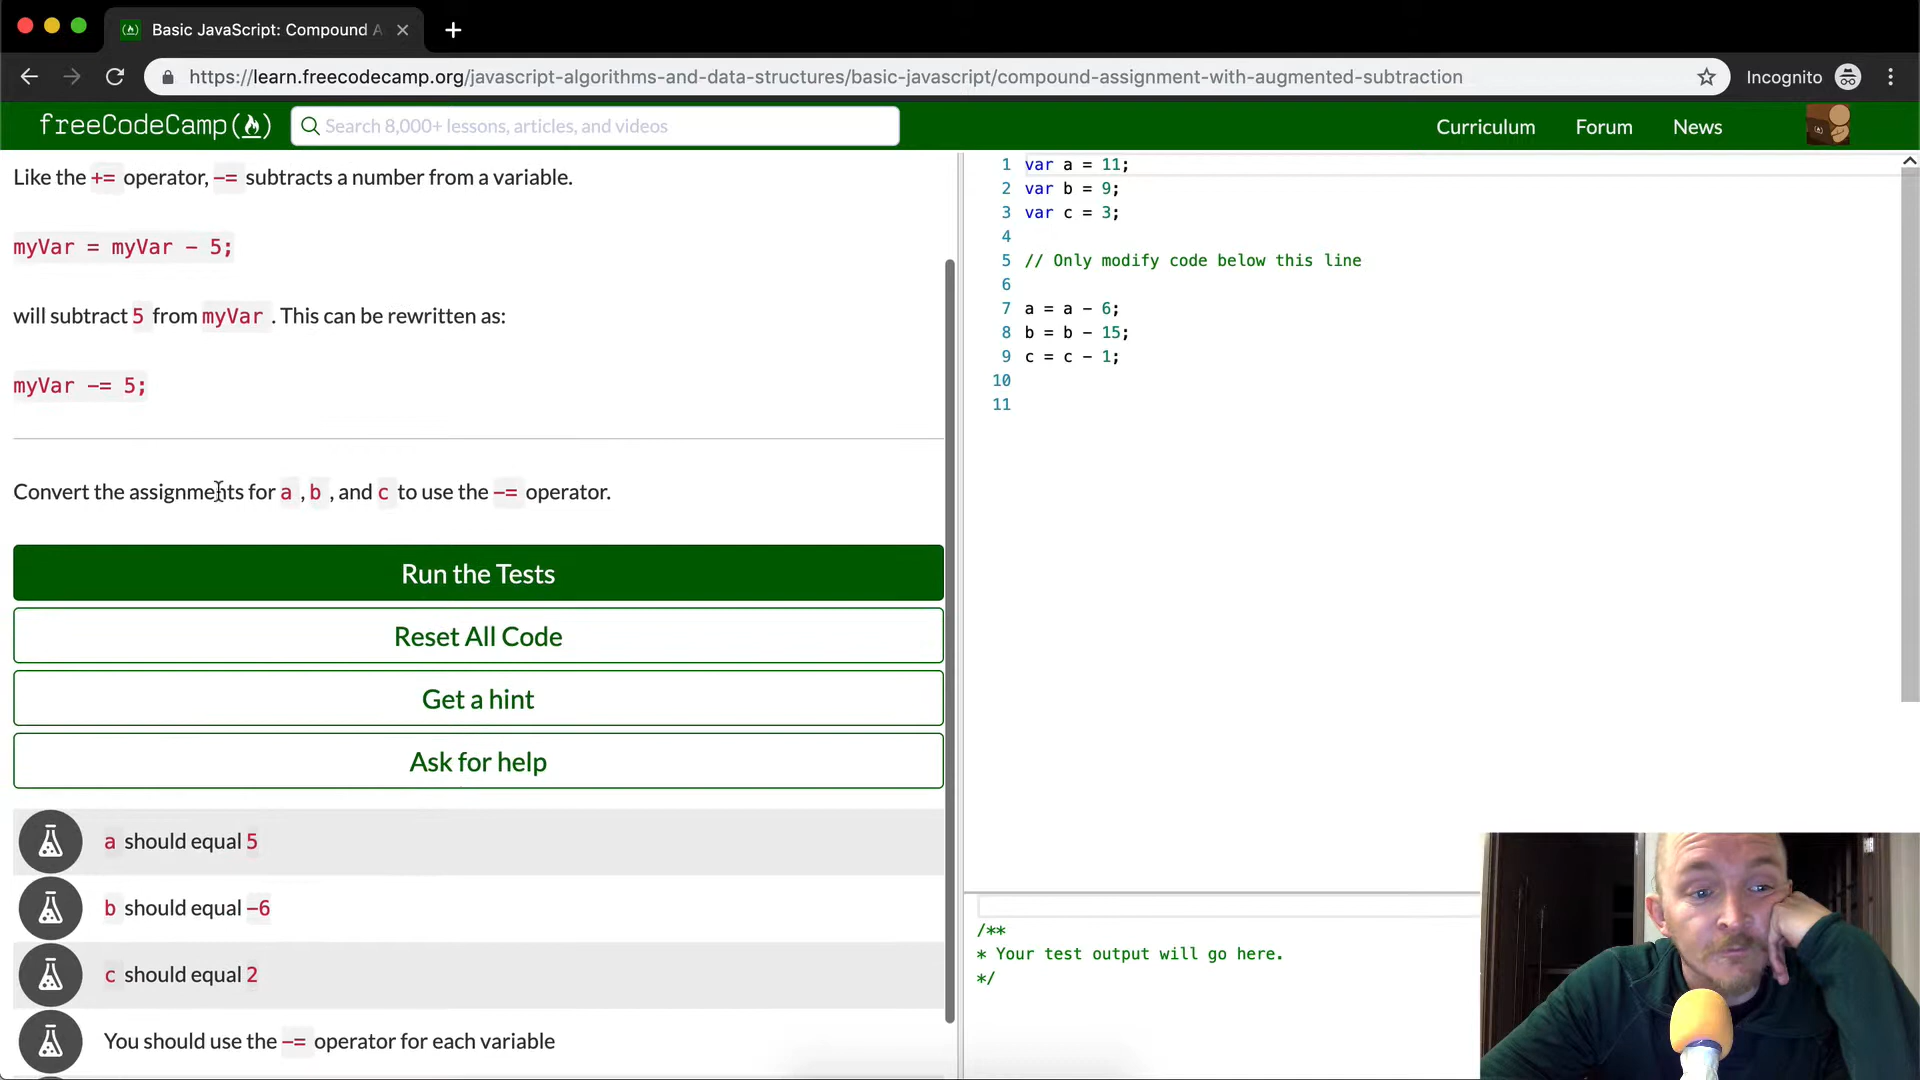 Basic JavaScript: Compound A
https://learn.freecodecamp.org/javascript-algorithms-and-data-structures/basic-javascript/compound-assignment-with-augmented-subtraction
Incognito
freeCodeCamp
Search 8,000+ lessons, articles, and videos
Curriculum
Forum
News
Like the += operator, -= subtracts a number from a variable.
myVar = myVar - 5;
will subtract 5 from myVar . This can be rewritten as:
myVar -= 5;
Convert the assignments for a , b , and c to use the -= operator.
Run the Tests
Reset All Code
Get a hint
Ask for help
a should equal 5
b should equal -6
c should equal 2
You should use the -= operator for each variable
1 var a = 11;
2 var b = 9;
3 var c = 3;
4
5 // Only modify code below this line
6
7 a = a - 6;
8 b = b - 15;
9 c = c - 1;
10
11
/**
* Your test output will go here.
*/